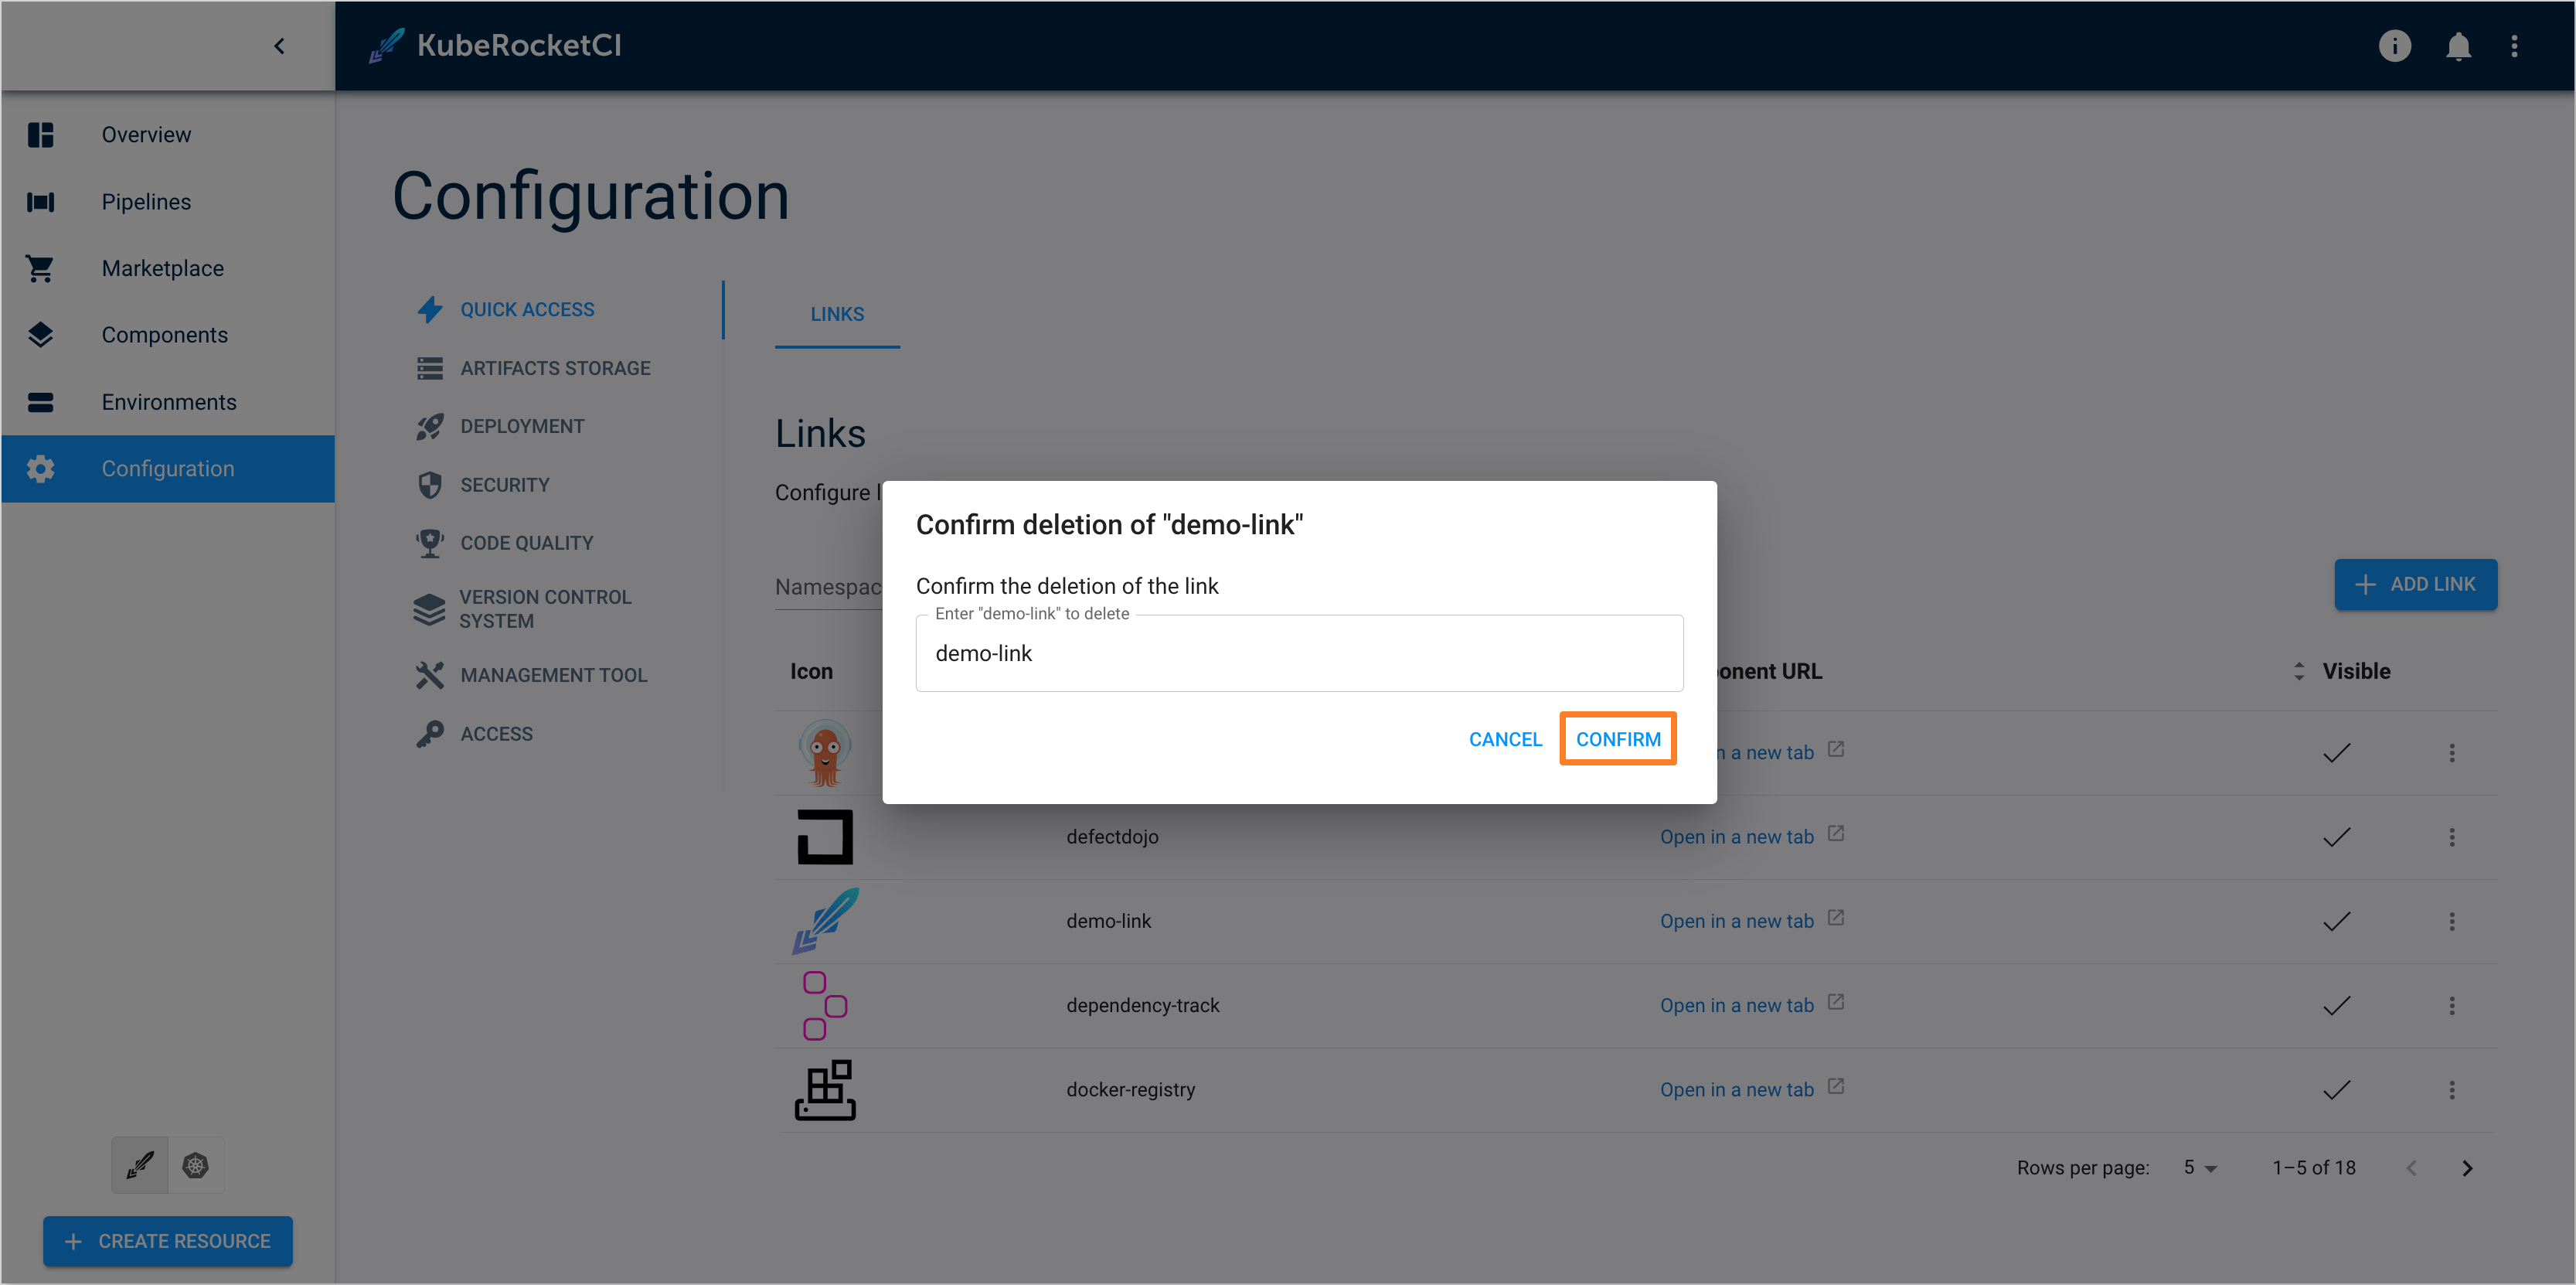 KubeRocketCI
Overview
Pipelines
Marketplace
Components
Environments
Configuration
CREATE RESOURCE
Configuration
QUICK ACCESS
ARTIFACTS STORAGE
DEPLOYMENT
SECURITY
CODE QUALITY
VERSION CONTROL
SYSTEM
MANAGEMENT TOOL
ACCESS
LINKS
Links
Configure l
Namespac
ADD LINK
Confirm deletion of "demo-link"
Confirm the deletion of the link
Enter "demo-link" to delete
demo-link
CANCEL CONFIRM
Icon onent URL Visible
n a new tab
defectdojo Open in a new tab
demo-link Open in a new tab
dependency-track Open in a new tab
docker-registry Open in a new tab
Rows per page: 5 1–5 of 18